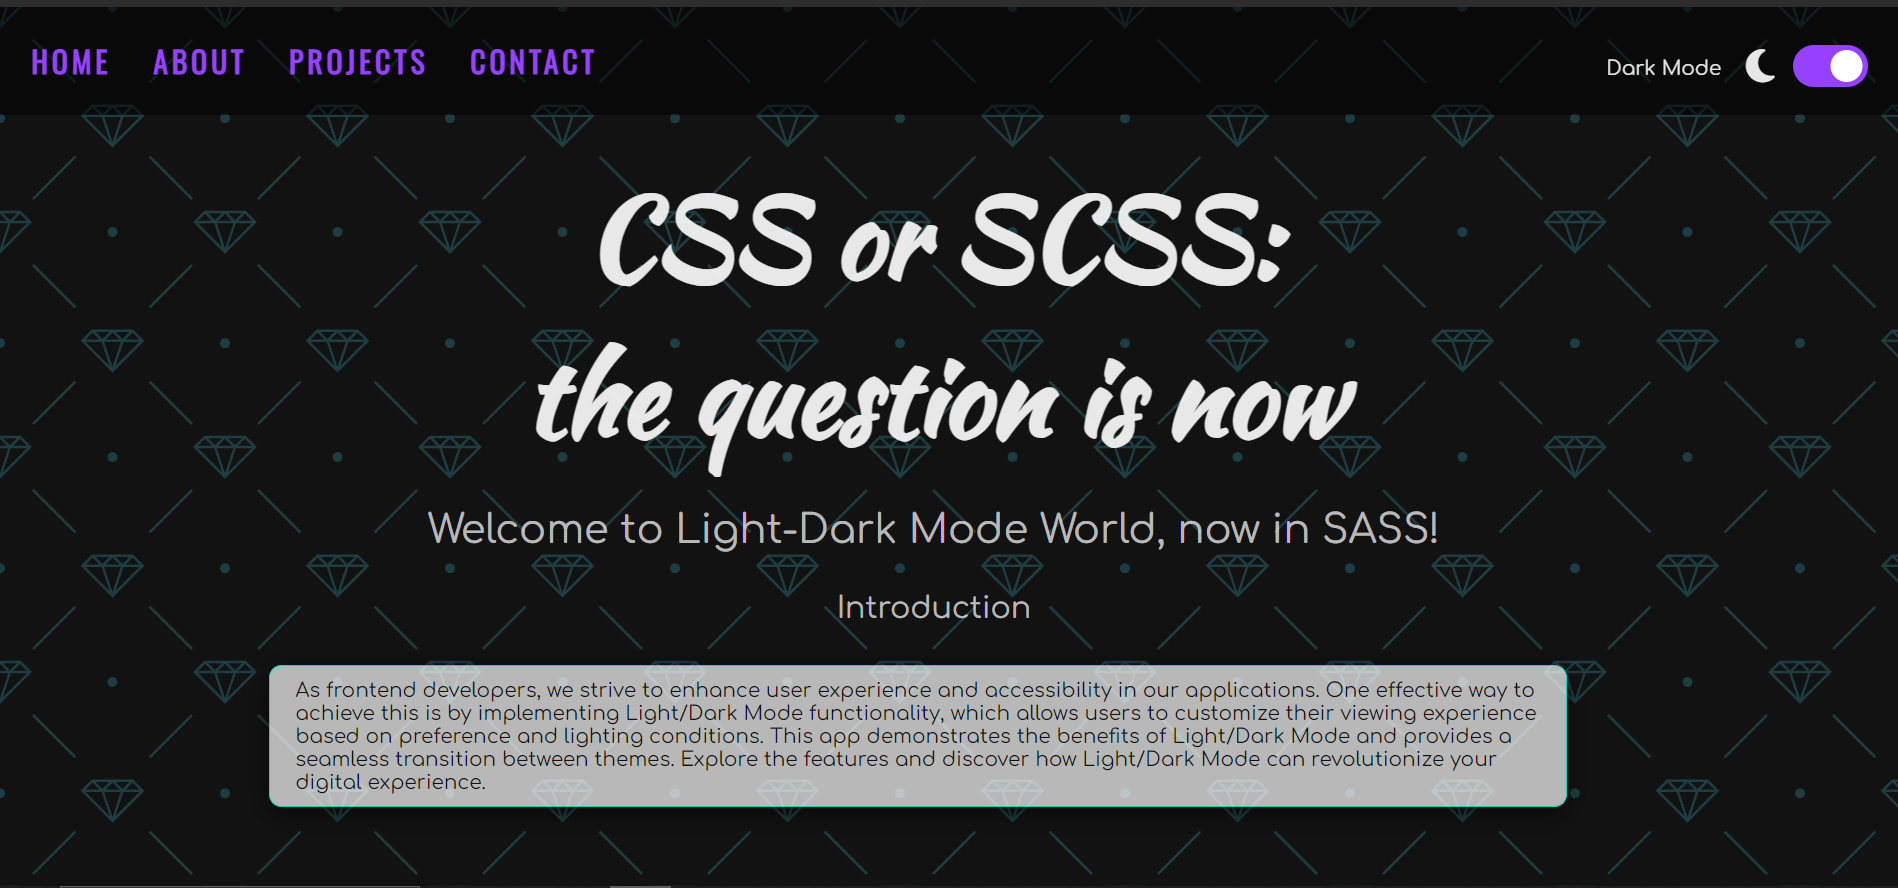 HOME ABOUT PROJECTS CONTACT Dark Mode
CSS or SCSS:
the question is now
Welcome to Light-Dark Mode World, now in SASS!
Introduction
As frontend developers, we strive to enhance user experience and accessibility in our applications. One effective way to
achieve this is by implementing Light/Dark Mode functionality, which allows users to customize their viewing experience
based on preference and lighting conditions. This app demonstrates the benefits of Light/Dark Mode and provides a
seamless transition between themes. Explore the features and discover how Light/Dark Mode can revolutionize your
digital experience.